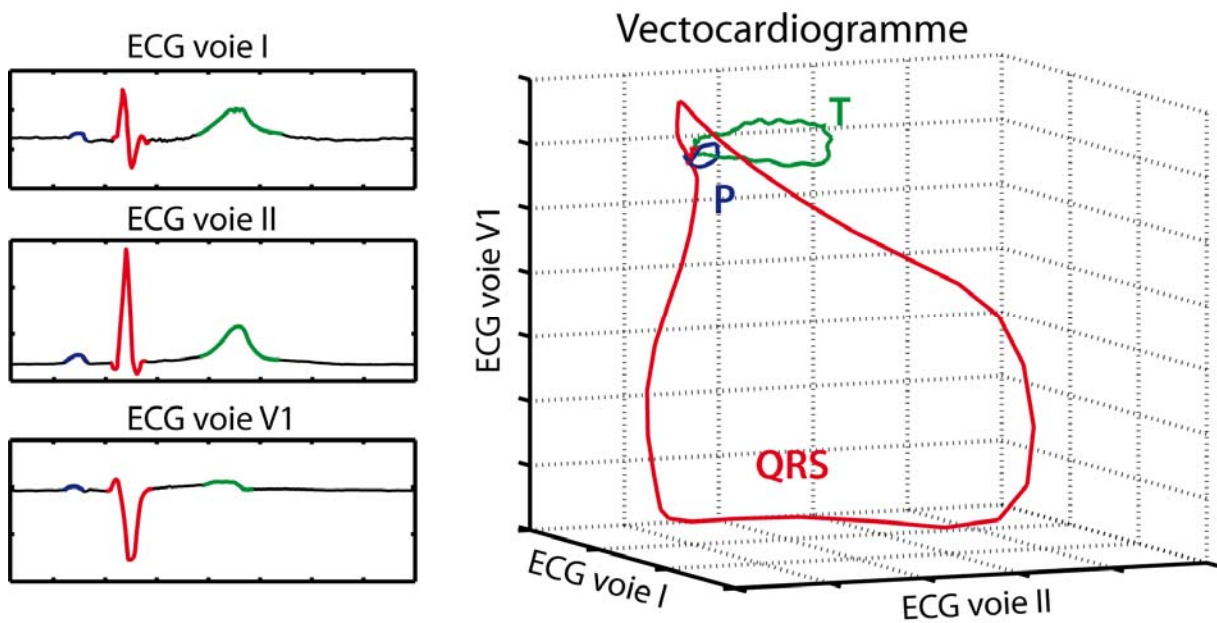 ECG voie I
ECG voie II
ECG voie V1
Vectocardiogramme
T
P
QRS
ECG voie V1
ECG voie I
ECG voie II